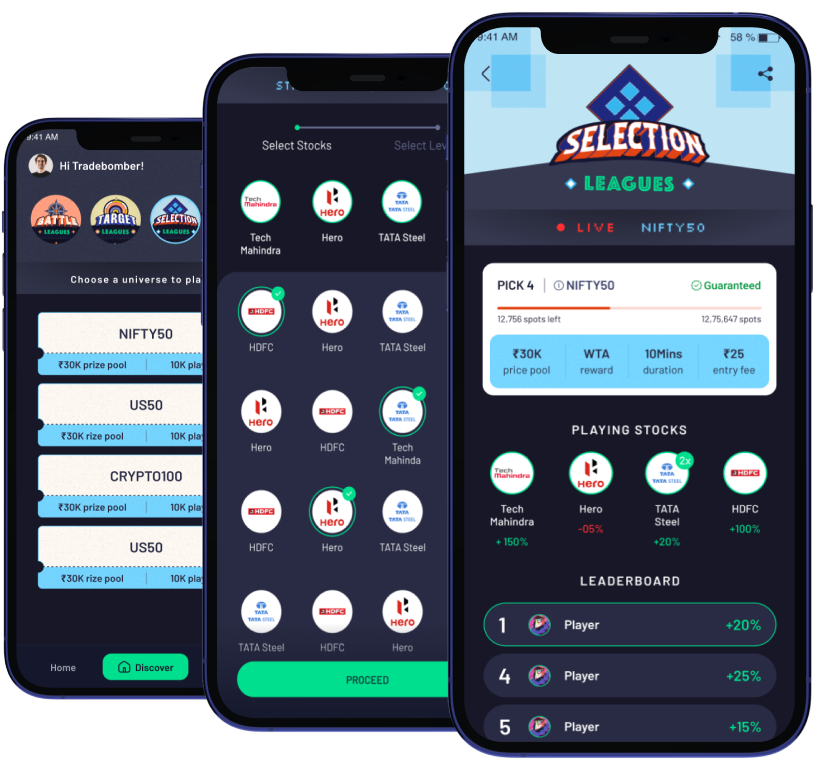 9:41 AM
Hi Tradebomber!
BATTLE
LEAGUES
TARGET
LEAGUES
SELECTION
LEAGUES
Choose a universe to pla
NIFTY50
₹30K prize pool
10K pla
US50
₹30K rize pool
10K pla
CRYPTO100
₹30K prize pool
10K pla
US50
₹30K rize pool
10K pla
Home
Discover
ST
Select Stocks
Select Lev
Tech Mahindra
Hero
TATA
TATA STEEL
Tech
Mahindra
Hero
TATA Steel
HDFC
Hero
TATA
TATA STEEL
HDFC
Hero
TATA Steel
Hero
HDFC
TATA
TATA STEEL
Hero
HDFC
Tech
Mahinda
HDFC
Hero
TATA
TATA STEEL
HDFC
Hero
TATA Steel
TATA
TATA STEEL
HDFC
Hero
TATA Steel
HDFC
Hero
PROCEED
9:41 AM
58 %
SELECTION
LEAGUES
LIVE
NIFTY50
PICK 4
NIFTY50
Guaranteed
12,756 spots left
12,75,647 spots
₹30K
WTA
10Mins
₹25
price pool
reward
duration
entry fee
PLAYING STOCKS
Tech
Mahindra
Hero
TATA
TATA STEEL
2x
HDFC
Tech
Mahindra
+ 150%
Hero
-05%
TATA
Steel
+20%
HDFC
+100%
LEADERBOARD
1 Player +20%
4 Player +25%
5 Player +15%